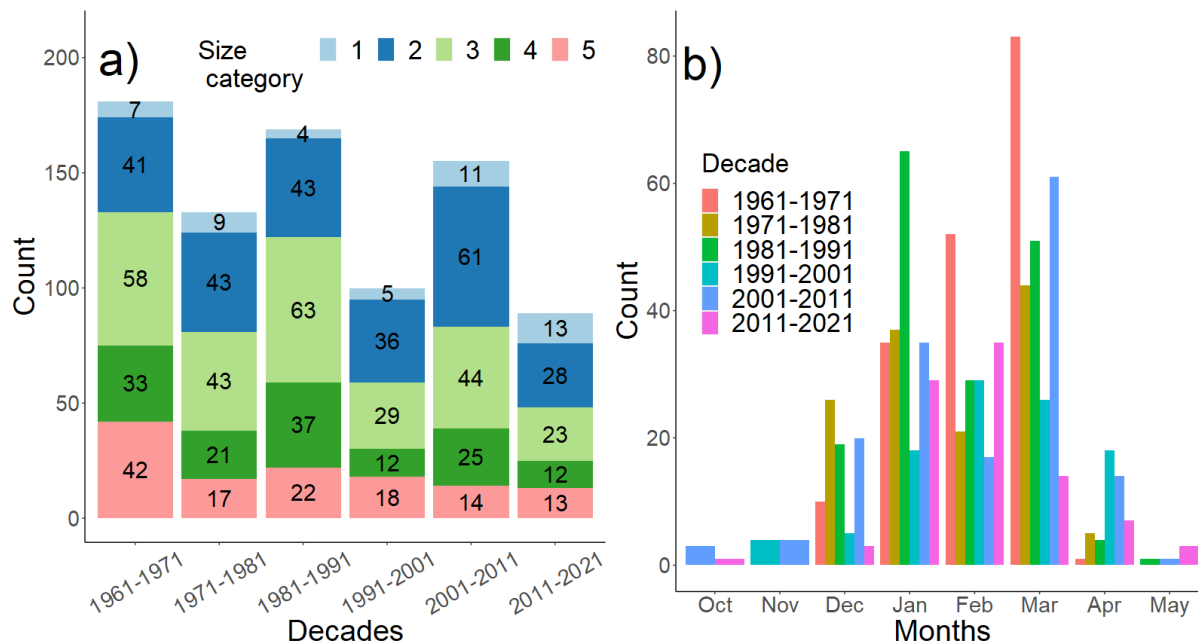 a)
Size
category
1 2 3 4 5
Count
200
150
100
50
0
7 41 58 33 42
9 43 43 21 17
4 43 63 37 22
5 36 29 12 18
11 61 44 25 14
13 28 23 12 13
1961-1971 1971-1981 1981-1991 1991-2001 2001-2011 2011-2021
Decades
b)
Decade
1961-1971
1971-1981
1981-1991
1991-2001
2001-2011
2011-2021
Count
80
60
40
20
0
Oct Nov Dec Jan Feb Mar Apr May
Months